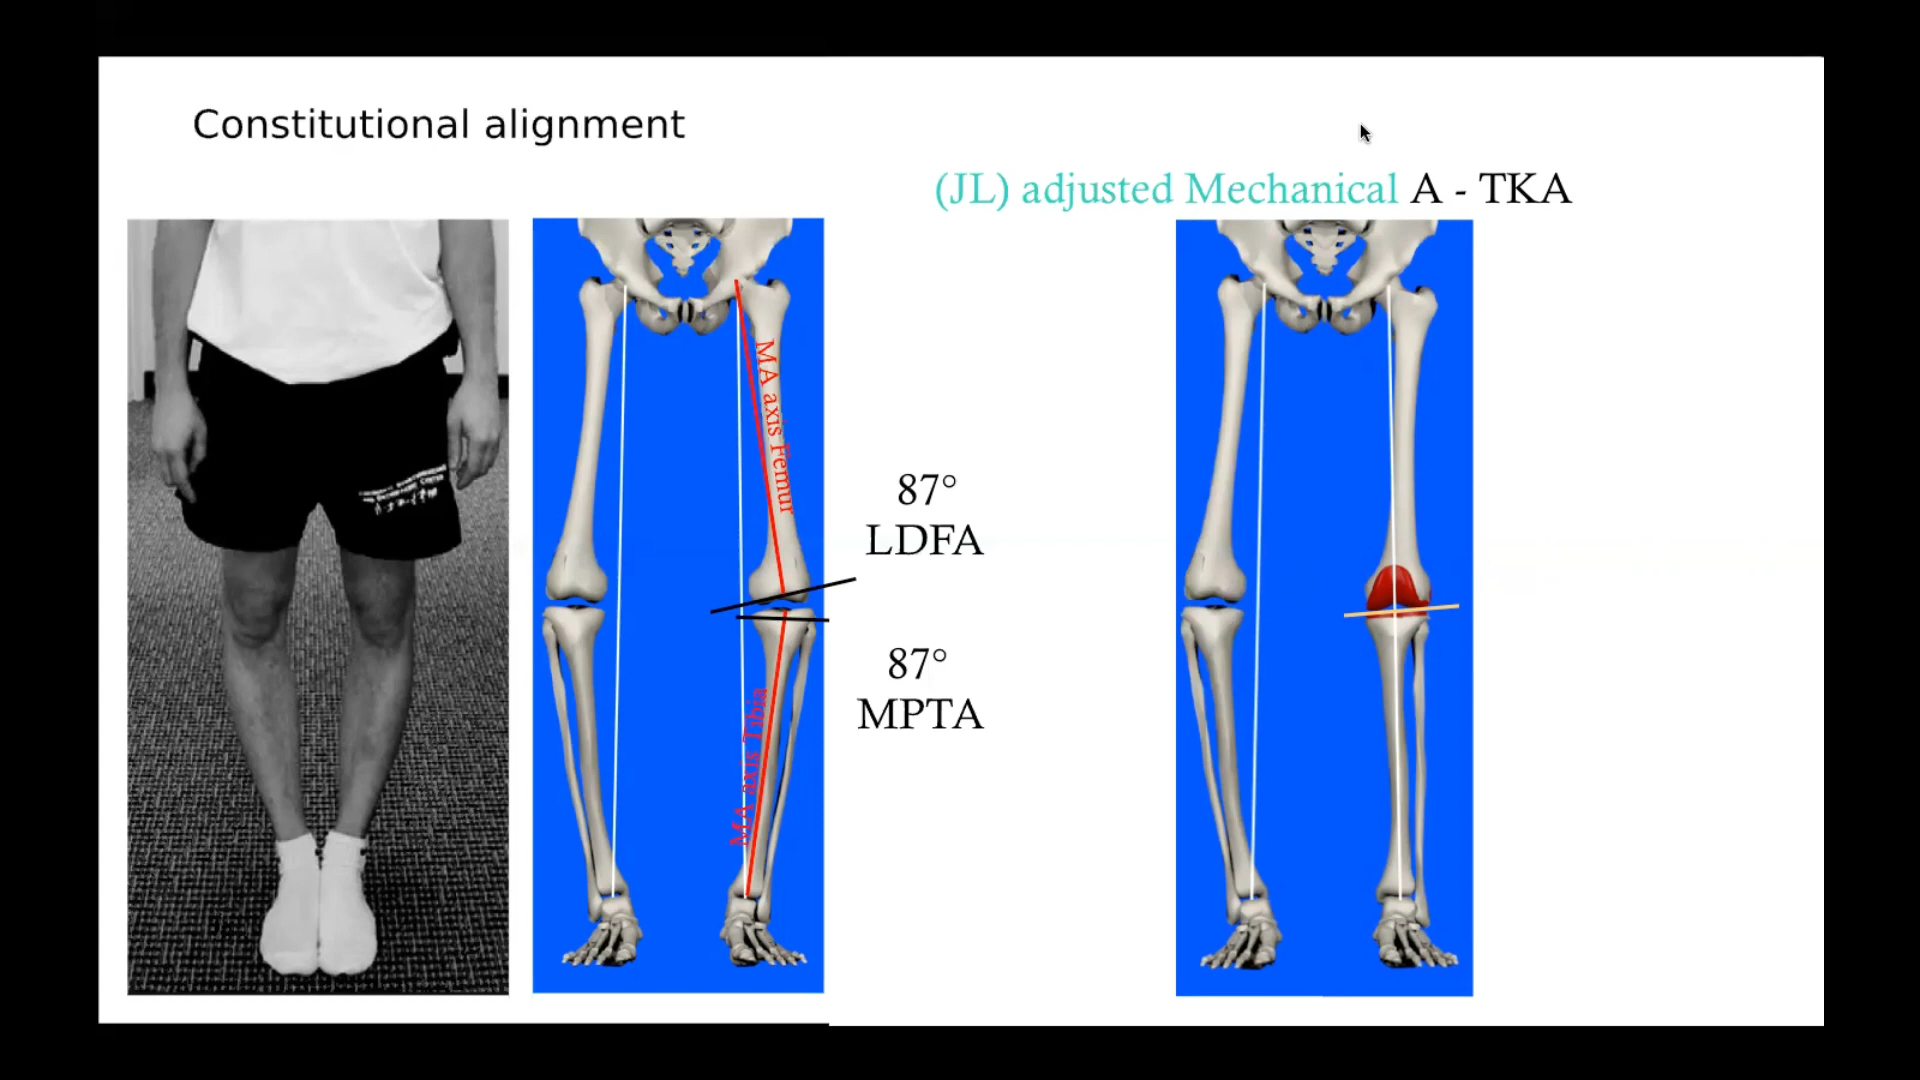 Constitutional alignment
(JL) adjusted Mechanical A - TKA
MA axis Femur
87°
LDFA
87°
MPTA
MA axis Tibia